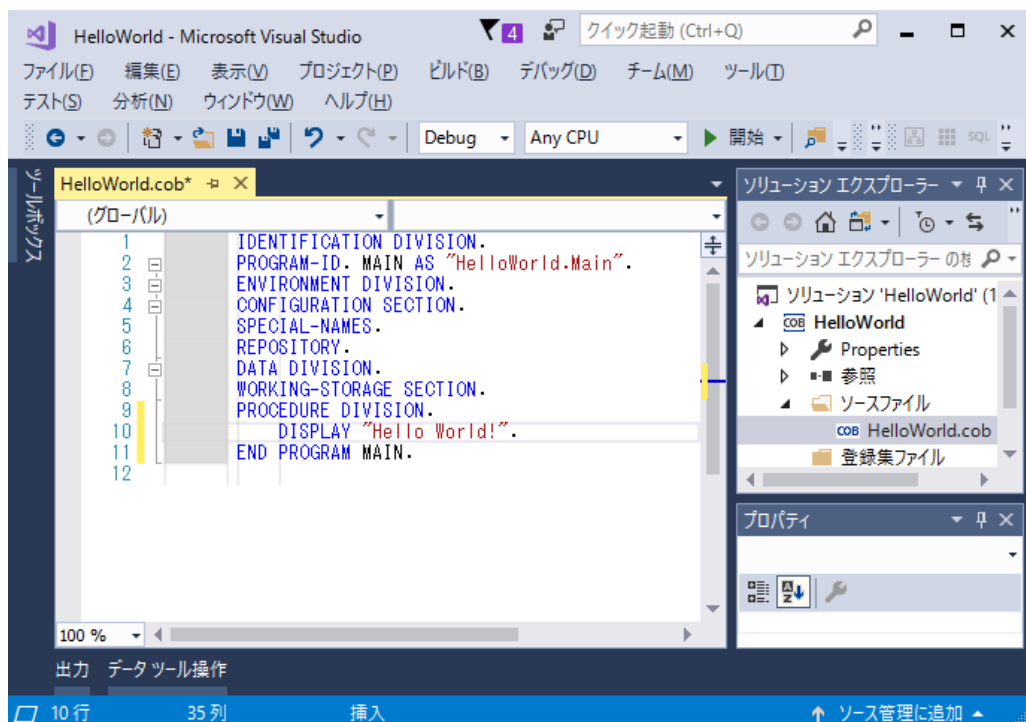 HelloWorld - Microsoft Visual Studio
4
クイック起動 (Ctrl+Q)
ファイル(F) 編集(E) 表示(V) プロジェクト(P) ビルド(B) デバッグ(D) チーム(M) ツール(T)
テスト(S) 分析(N) ウィンドウ(W) ヘルプ(H)
Debug Any CPU 開始 SQL
ツールボックス
HelloWorld.cob*
(グローバル)
1 IDENTIFICATION DIVISION.
2 PROGRAM-ID. MAIN AS "HelloWorld.Main".
3 ENVIRONMENT DIVISION.
4 CONFIGURATION SECTION.
5 SPECIAL-NAMES.
6 REPOSITORY.
7 DATA DIVISION.
8 WORKING-STORAGE SECTION.
9 PROCEDURE DIVISION.
10 DISPLAY "Hello World!".
11 END PROGRAM MAIN.
12
100 %
ソリューション エクスプローラー
ソリューション エクスプローラー の検
ソリューション 'HelloWorld' (1
COB HelloWorld
Properties
参照
ソースファイル
COB HelloWorld.cob
登録集ファイル
プロパティ
出力 データ ツール操作
10 行 35 列 挿入 ソース管理に追加